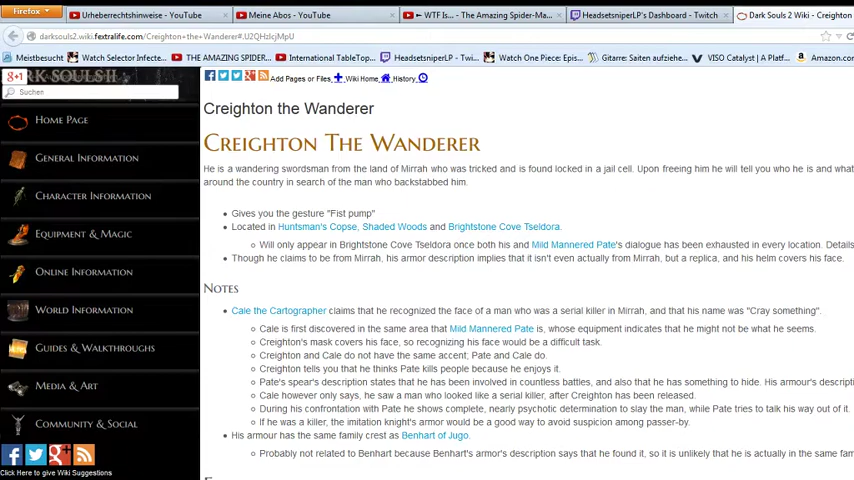 Firefox
Urheberrechtshinweise - YouTube
Meine Abos - YouTube
WTF Is... - The Amazing Spider-Ma...
HeadsetsniperLP's Dashboard - Twitch
Dark Souls 2 Wiki - Creighton
darksouls2.wiki.fextralife.com/Creighton+the+Wanderer#.U2QHzIcjMpU
Meistbesucht
Watch Selector Infecte...
THE AMAZING SPIDER...
International TableTop...
HeadsetsniperLP
Watch One Piece: Epis...
Gitarre: Saiten aufziehe...
VISO Catalyst | A Platf...
Amazon.com
g+1
DARK SOULS II
Suchen
Add Pages or Files
Wiki Home
History
Home Page
General Information
Character Information
Equipment & Magic
Online Information
World Information
Guides & Walkthroughs
Media & Art
Community & Social
Click Here to give Wiki Suggestions
Creighton the Wanderer
Creighton The Wanderer
He is a wandering swordsman from the land of Mirrah who was tricked and is found locked in a jail cell. Upon freeing him he will tell you who he is and what
around the country in search of the man who backstabbed him.
Gives you the gesture "Fist pump"
Located in Huntsman's Copse, Shaded Woods and Brightstone Cove Tseldora.
Will only appear in Brightstone Cove Tseldora once both his and Mild Mannered Pate's dialogue has been exhausted in every location. Details
Though he claims to be from Mirrah, his armor description implies that it isn't even actually from Mirrah, but a replica, and his helm covers his face.
Notes
Cale the Cartographer claims that he recognized the face of a man who was a serial killer in Mirrah, and that his name was "Cray something".
Cale is first discovered in the same area that Mild Mannered Pate is, whose equipment indicates that he might not be what he seems.
Creighton's mask covers his face, so recognizing his face would be a difficult task.
Creighton and Cale do not have the same accent; Pate and Cale do.
Creighton tells you that he thinks Pate kills people because he enjoys it.
Pate's spear's description states that he has been involved in countless battles, and also that he has something to hide. His armour's descripti
Cale however only says, he saw a man who looked like a serial killer, after Creighton has been released.
During his confrontation with Pate he shows complete, nearly psychotic determination to slay the man, while Pate tries to talk his way out of it.
If he was a killer, the imitation knight's armor would be a good way to avoid suspicion among passer-by.
His armour has the same family crest as Benhart of Jugo.
Probably not related to Benhart because Benhart's armor's description says that he found it, so it is unlikely that he is actually in the same fam